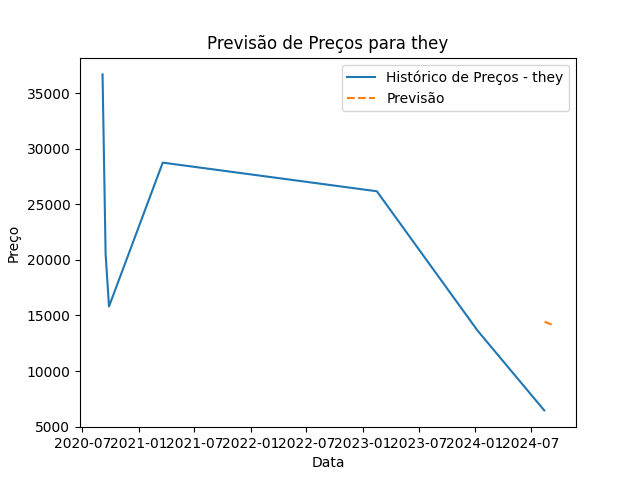 Previsão de Preços para they
Histórico de Preços - they
Previsão
35000
30000
25000
20000
15000
10000
5000
Preço
2020-07 2021-01 2021-07 2022-01 2022-07 2023-01 2023-07 2024-01 2024-07
Data